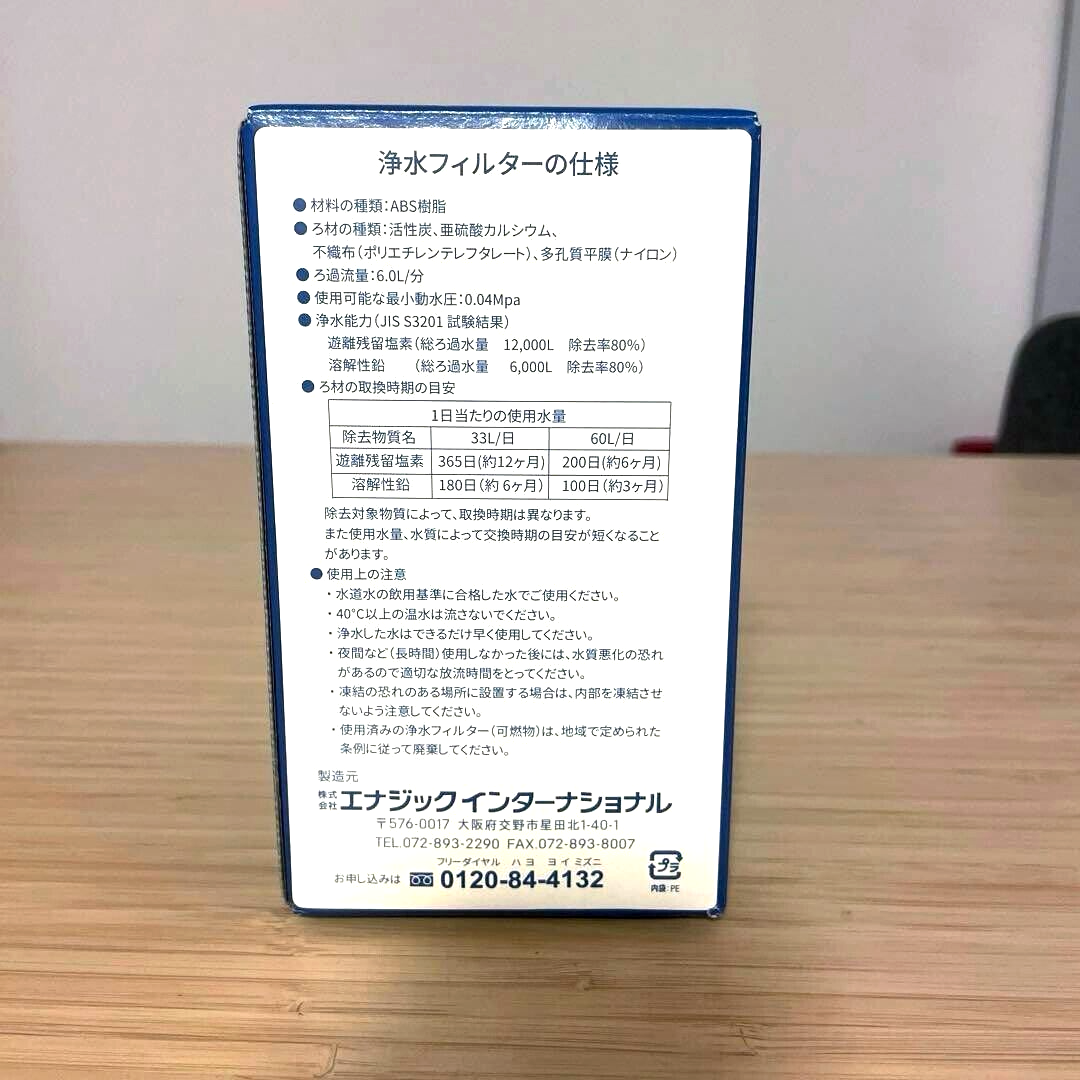 浄水フィルターの仕様
● 材料の種類：ABS樹脂
● ろ材の種類：活性炭、亜硫酸カルシウム、
不織布（ポリエチレンテレフタレート）、多孔質平膜（ナイロン）
● ろ過流量：6.0L/分
● 使用可能な最小動水圧：0.04Mpa
● 浄水能力（JIS S3201 試験結果）
遊離残留塩素（総ろ過水量 12,000L 除去率80％）
溶解性鉛 （総ろ過水量 6,000L 除去率80％）
● ろ材の取換時期の目安
1日当たりの使用水量
除去物質名 33L/日 60L/日
遊離残留塩素 365日(約12ヶ月) 200日(約6ヶ月)
溶解性鉛 180日（約 6ヶ月） 100日（約3ヶ月）
除去対象物質によって、取換時期は異なります。
また使用水量、水質によって交換時期の目安が短くなること
があります。
● 使用上の注意
・水道水の飲用基準に合格した水でご使用ください。
・40℃以上の温水は流さないでください。
・浄水した水はできるだけ早く使用してください。
・夜間など（長時間）使用しなかった後には、水質悪化の恐れ
があるので適切な放流時間をとってください。
・凍結の恐れのある場所に設置する場合は、内部を凍結させ
ないよう注意してください。
・使用済みの浄水フィルター（可燃物）は、地域で定められた
条例に従って廃棄してください。
製造元
株式会社 エナジックインターナショナル
〒576-0017 大阪府交野市星田北1-40-1
TEL.072-893-2290 FAX.072-893-8007
フリーダイヤル ハヨ ヨイミズニ
お申し込みは 0120-84-4132
プラ
内袋：PE